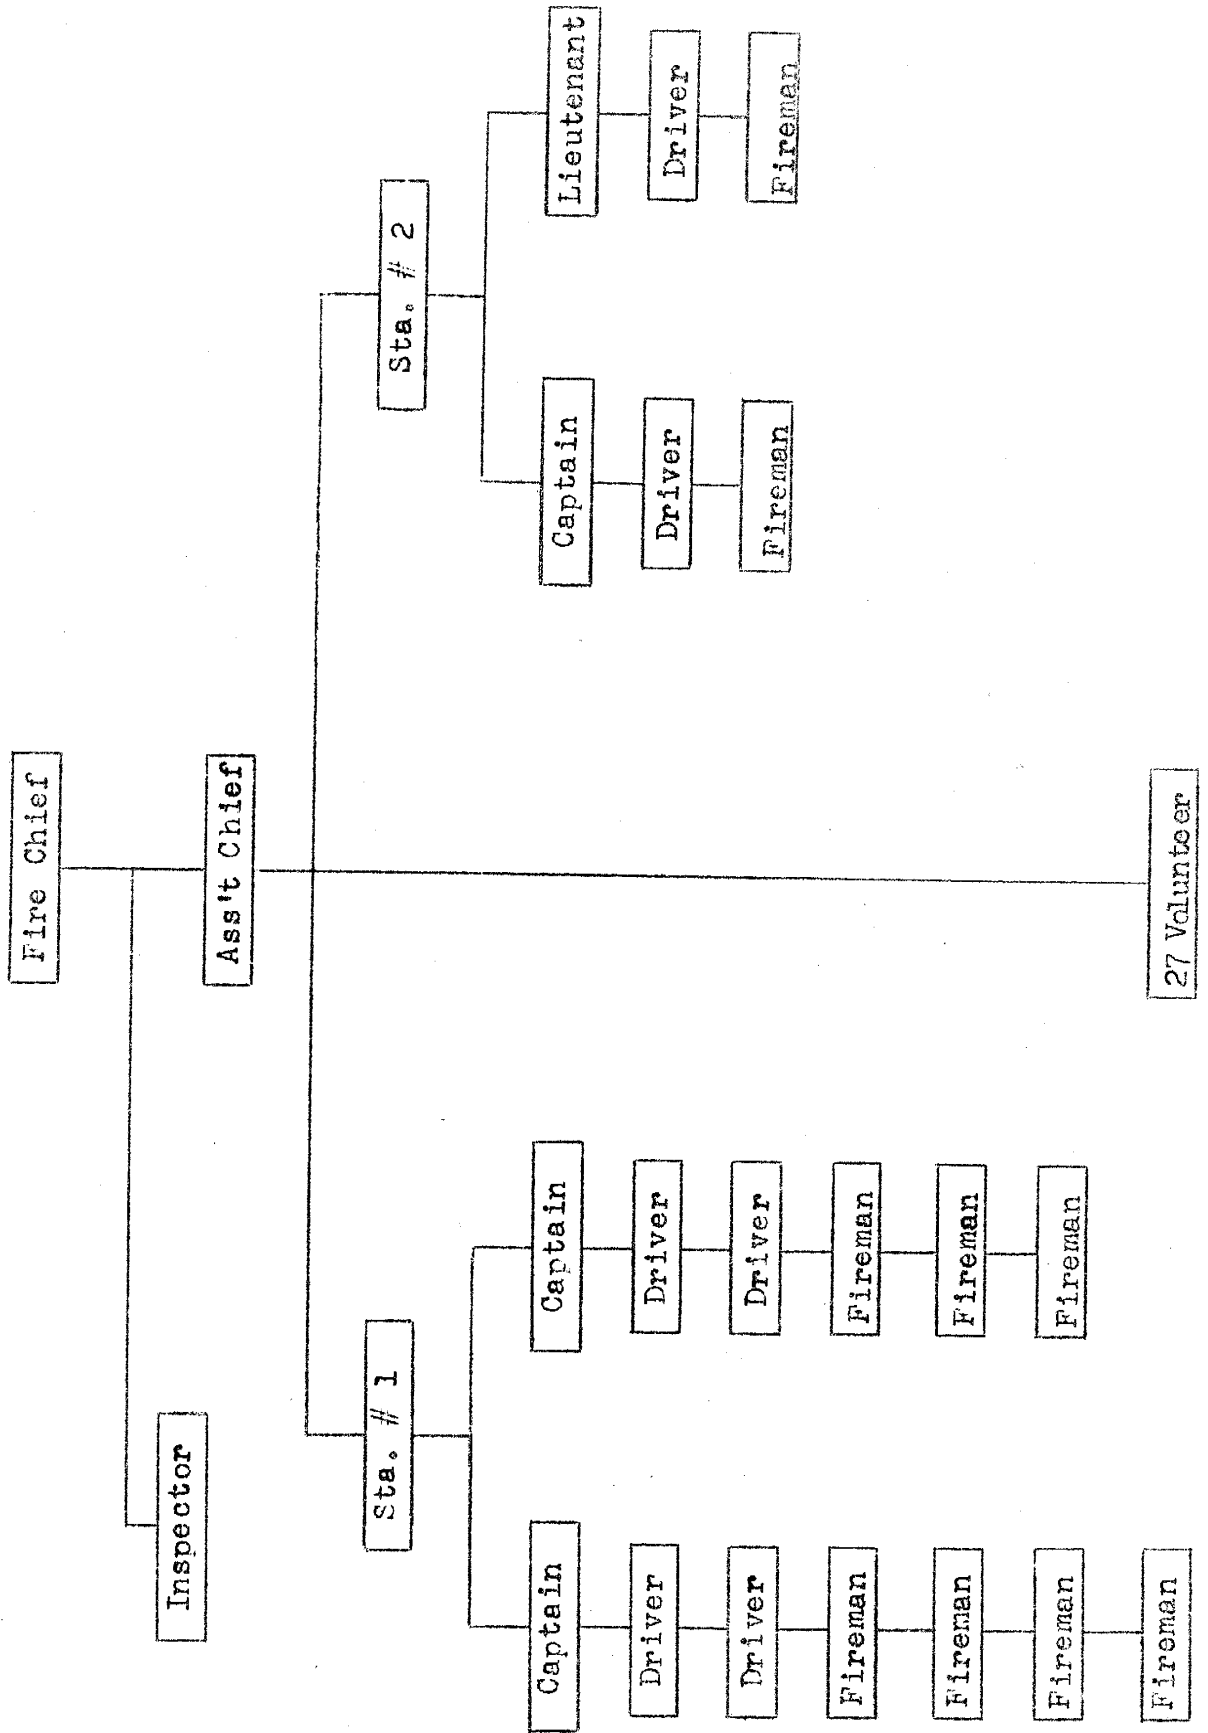 Fire Chief
Inspector
Ass't Chief
Sta. # 1
Sta. # 2
Captain
Captain
Captain
Lieutenant
Driver
Driver
Driver
Driver
Driver
Driver
Fireman
Fireman
Fireman
Fireman
Fireman
Fireman
Fireman
Fireman
Fireman
27 Volunteer